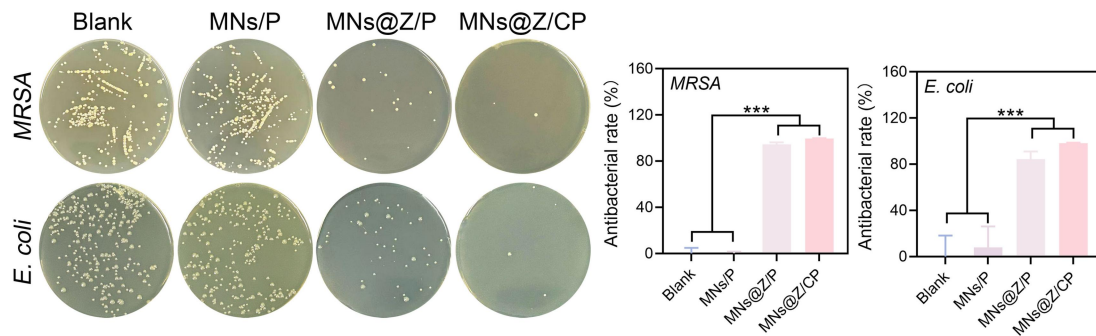 Blank MNs/P MNs@Z/P MNs@Z/CP
MRSA
E. coli
Antibacterial rate (%)
160
120
80
40
0
MRSA
***
Blank
MNs/P
MNs@Z/P
MNs@Z/CP
Antibacterial rate (%)
160
120
80
40
0
E. coli
***
Blank
MNs/P
MNs@Z/P
MNs@Z/CP